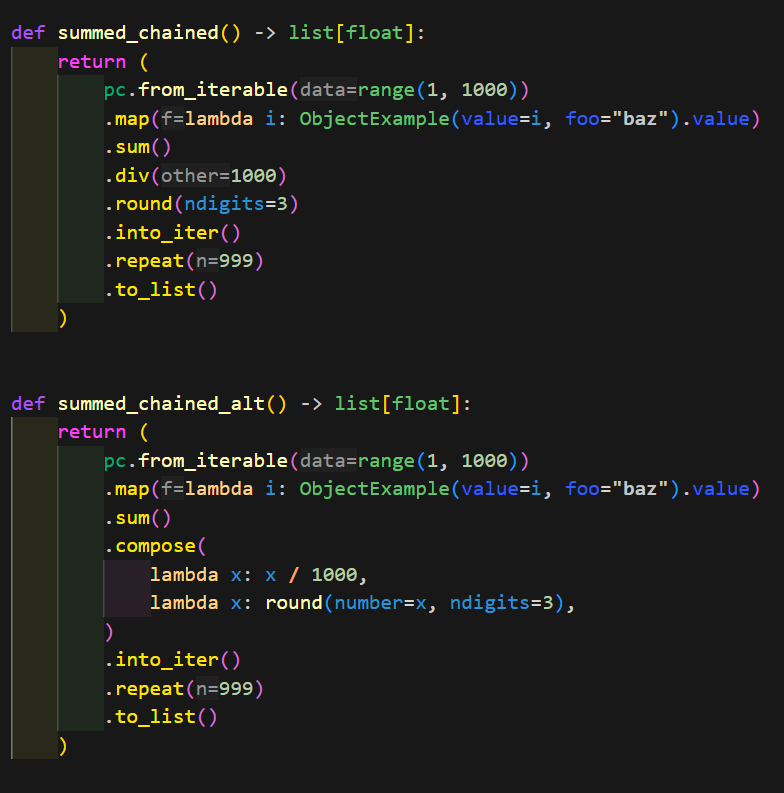 def summed_chained() -> list[float]:
    return (
        pc.from_iterable(data=range(1, 1000))
        .map(f=lambda i: ObjectExample(value=i, foo="baz").value)
        .sum()
        .div(other=1000)
        .round(ndigits=3)
        .into_iter()
        .repeat(n=999)
        .to_list()
    )
def summed_chained_alt() -> list[float]:
    return (
        pc.from_iterable(data=range(1, 1000))
        .map(f=lambda i: ObjectExample(value=i, foo="baz").value)
        .sum()
        .compose(
            lambda x: x / 1000,
            lambda x: round(number=x, ndigits=3),
        )
        .into_iter()
        .repeat(n=999)
        .to_list()
    )